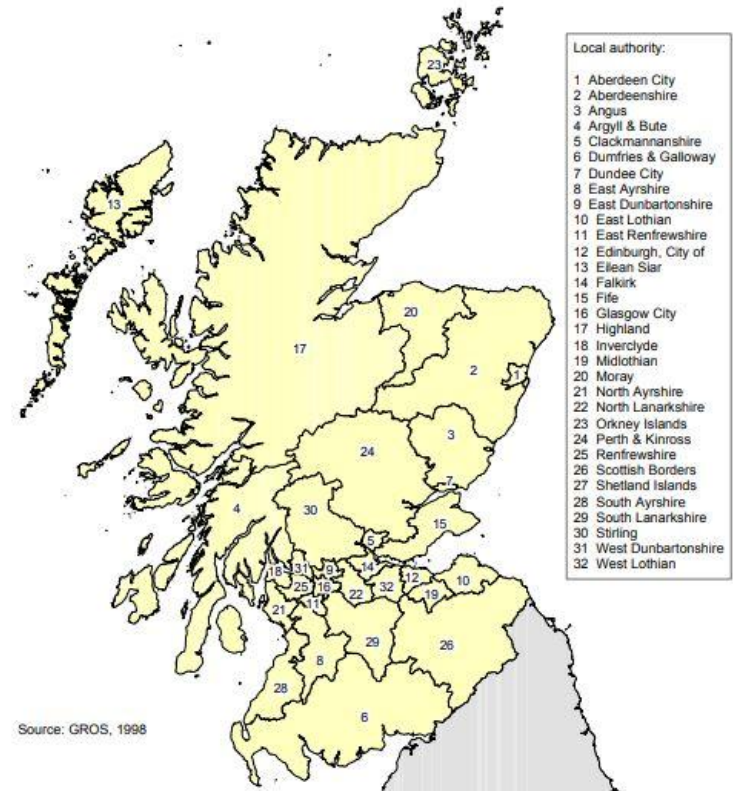 23
13
20
17
2
1
3
24
7
4
30
15
5
18
31
9
14
12
10
25
16
22
32
19
21
11
29
26
8
28
6
Source: GROS, 1998
Local authority:
1 Aberdeen City
2 Aberdeenshire
3 Angus
4 Argyll & Bute
5 Clackmannanshire
6 Dumfries & Galloway
7 Dundee City
8 East Ayrshire
9 East Dunbartonshire
10 East Lothian
11 East Renfrewshire
12 Edinburgh, City of
13 Eilean Siar
14 Falkirk
15 Fife
16 Glasgow City
17 Highland
18 Inverclyde
19 Midlothian
20 Moray
21 North Ayrshire
22 North Lanarkshire
23 Orkney Islands
24 Perth & Kinross
25 Renfrewshire
26 Scottish Borders
27 Shetland Islands
28 South Ayrshire
29 South Lanarkshire
30 Stirling
31 West Dunbartonshire
32 West Lothian